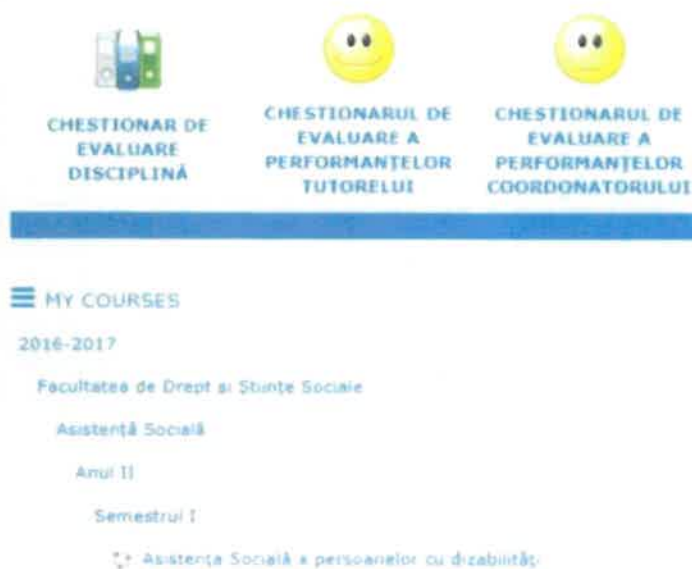 CHESTIONAR DE
EVALUARE
DISCIPLINĂ
CHESTIONARUL DE
EVALUARE A
PERFORMANȚELOR
TUTORELUI
CHESTIONARUL DE
EVALUARE A
PERFORMANȚELOR
COORDONATORULUI
MY COURSES
2016-2017
Facultatea de Drept și Științe Sociale
Asistență Socială
Anul II
Semestrul I
Asistența Socială a persoanelor cu dizabilități